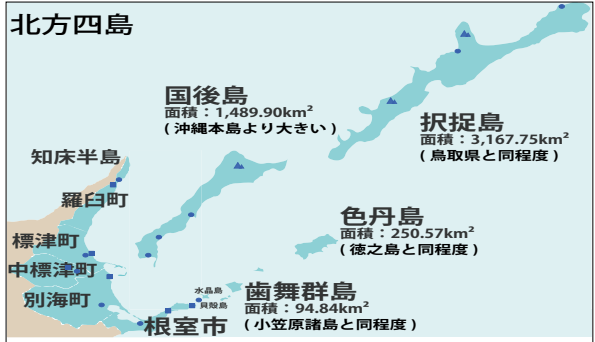 北方四島
国後島
面積：1,489.90km²
(沖縄本島より大きい)
択捉島
面積：3,167.75km²
(鳥取県と同程度)
知床半島
羅臼町
色丹島
面積：250.57km²
(徳之島と同程度)
標津町
中標津町
別海町
水晶島
貝殻島
歯舞群島
面積：94.84km²
(小笠原諸島と同程度)
根室市